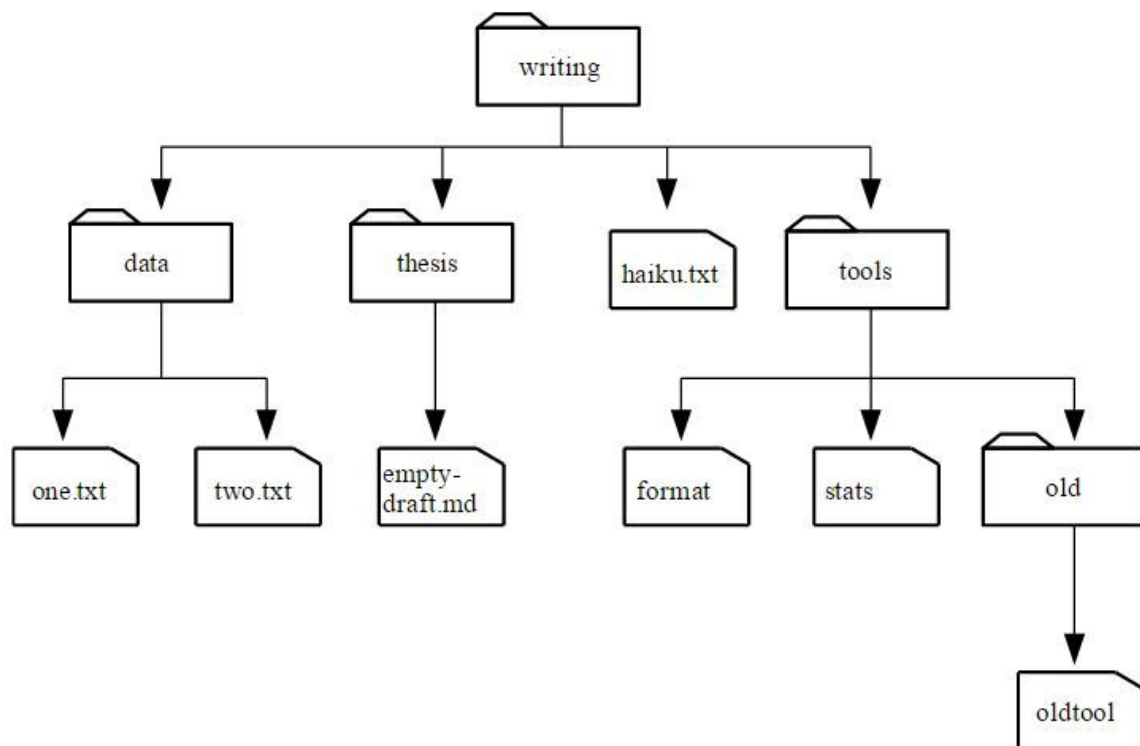 writing
data
thesis
haiku.txt
tools
one.txt
two.txt
empty-
draft.md
format
stats
old
oldtool